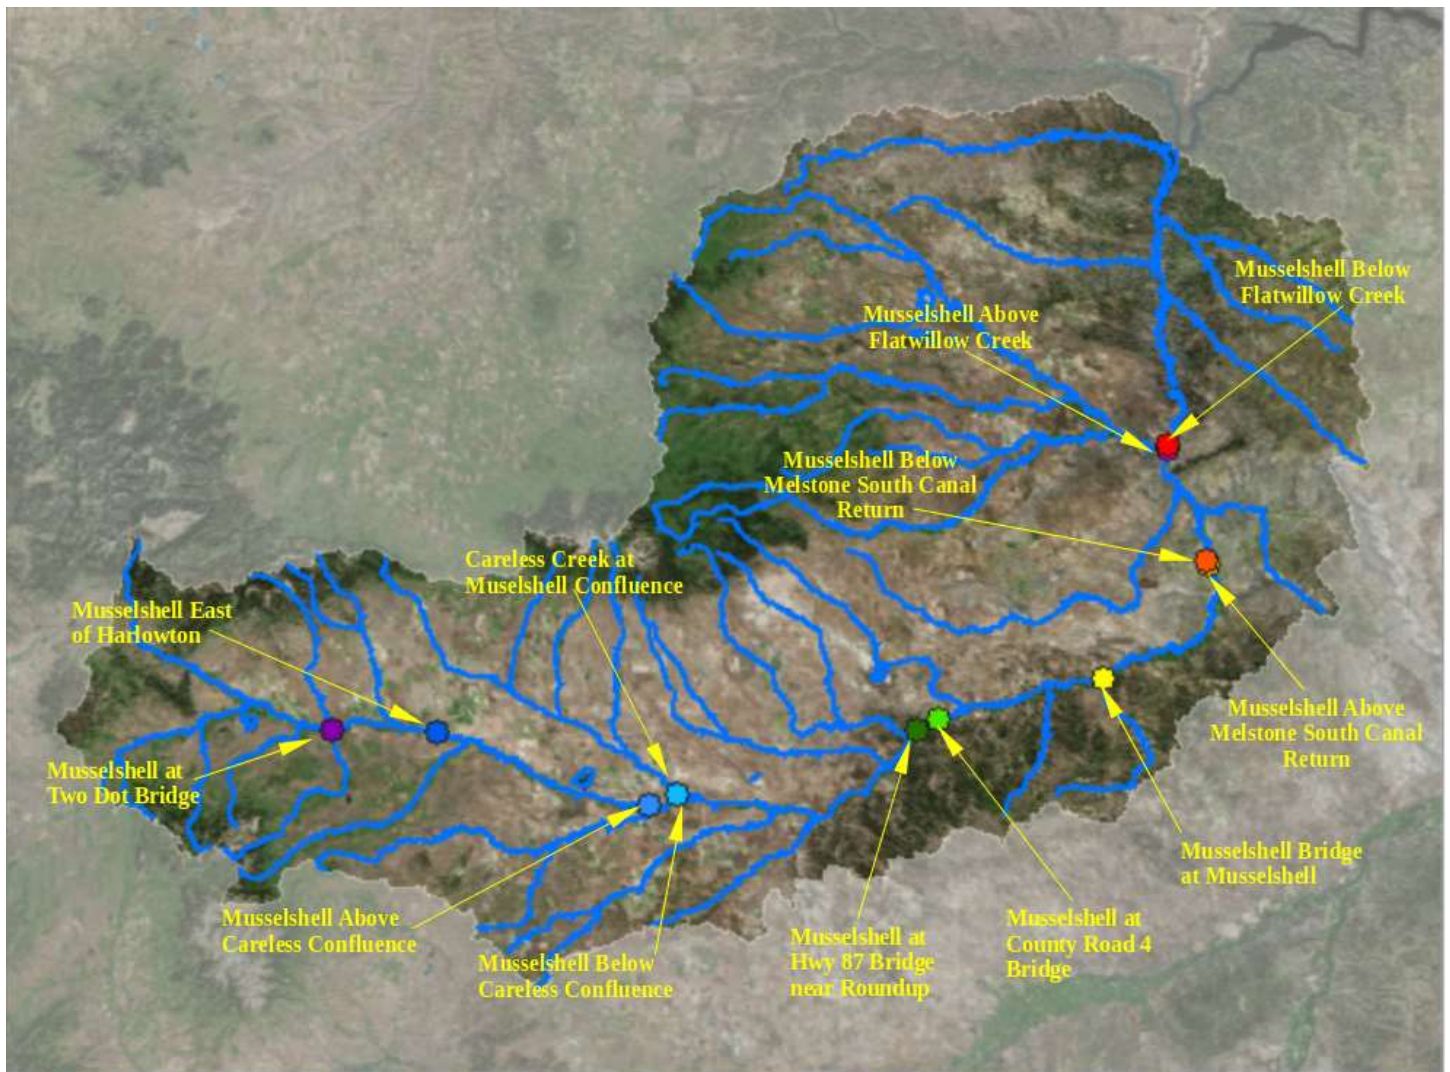 Musselshell Below
Flatwillow Creek
Musselshell Above
Flatwillow Creek
Musselshell Below
Melstone South Canal
Return
Careless Creek at
Muselshell Confluence
Musselshell East
of Harlowton
Musselshell Above
Melstone South Canal
Return
Musselshell at
Two Dot Bridge
Musselshell Bridge
at Musselshell
Musselshell Above
Careless Confluence
Musselshell at
County Road 4
Bridge
Musselshell at
Hwy 87 Bridge
near Roundup
Musselshell Below
Careless Confluence